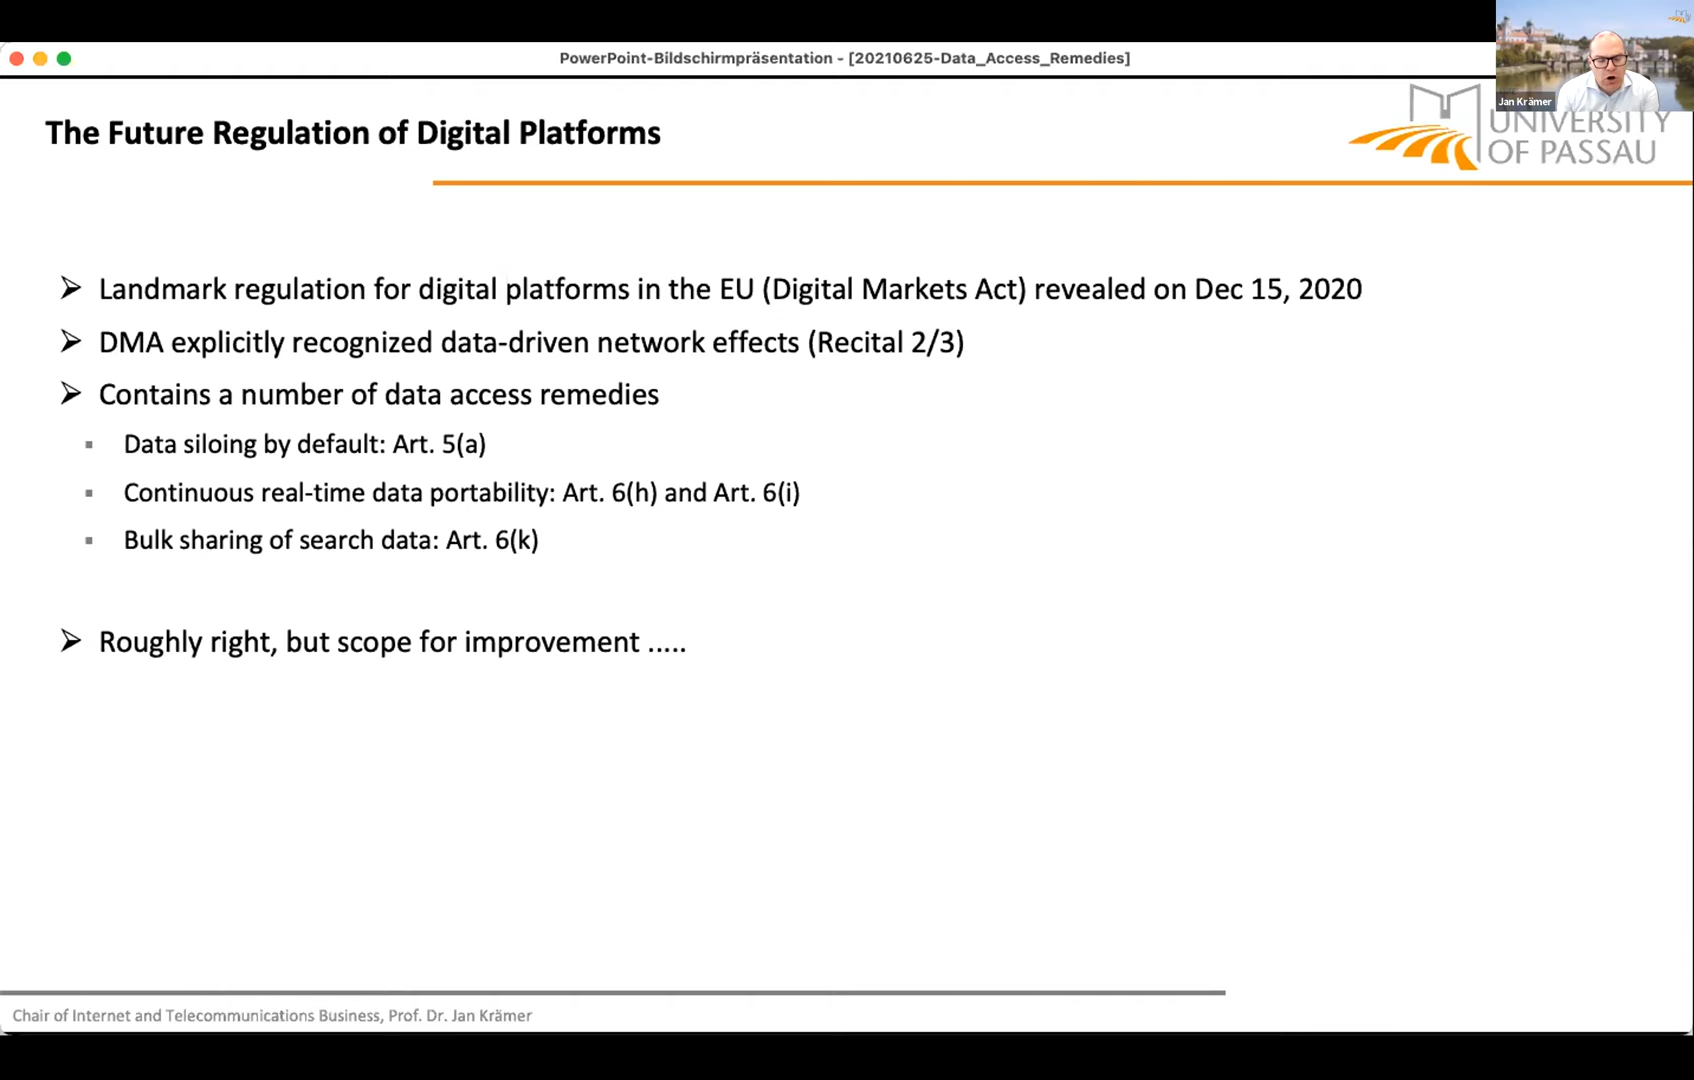 PowerPoint-Bildschirmpräsentation - [20210625-Data_Access_Remedies]
Jan Krämer
The Future Regulation of Digital Platforms
UNIVERSITY
OF PASSAU
Landmark regulation for digital platforms in the EU (Digital Markets Act) revealed on Dec 15, 2020
DMA explicitly recognized data-driven network effects (Recital 2/3)
Contains a number of data access remedies
Data siloing by default: Art. 5(a)
Continuous real-time data portability: Art. 6(h) and Art. 6(i)
Bulk sharing of search data: Art. 6(k)
Roughly right, but scope for improvement .....
Chair of Internet and Telecommunications Business, Prof. Dr. Jan Krämer